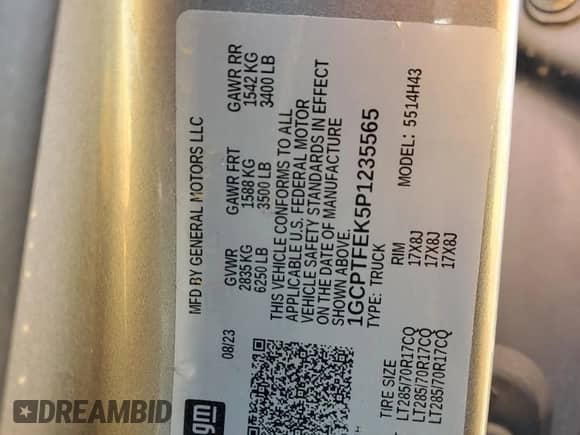 MFD BY GENERAL MOTORS LLC
08/23
GVWR GAWR FRT GAWR RR
2835 KG 1588 KG 1542 KG
6250 LB 3500 LB 3400 LB
THIS VEHICLE CONFORMS TO ALL
APPLICABLE U.S. FEDERAL MOTOR
VEHICLE SAFETY STANDARDS IN EFFECT
ON THE DATE OF MANUFACTURE
SHOWN ABOVE.
1GCPTFEK5P1235565
TYPE: TRUCK MODEL: 5514H43
TIRE SIZE RIM
LT285/70R17CQ 17X8J
LT285/70R17CQ 17X8J
LT285/70R17CQ 17X8J
gm
DREAMBID